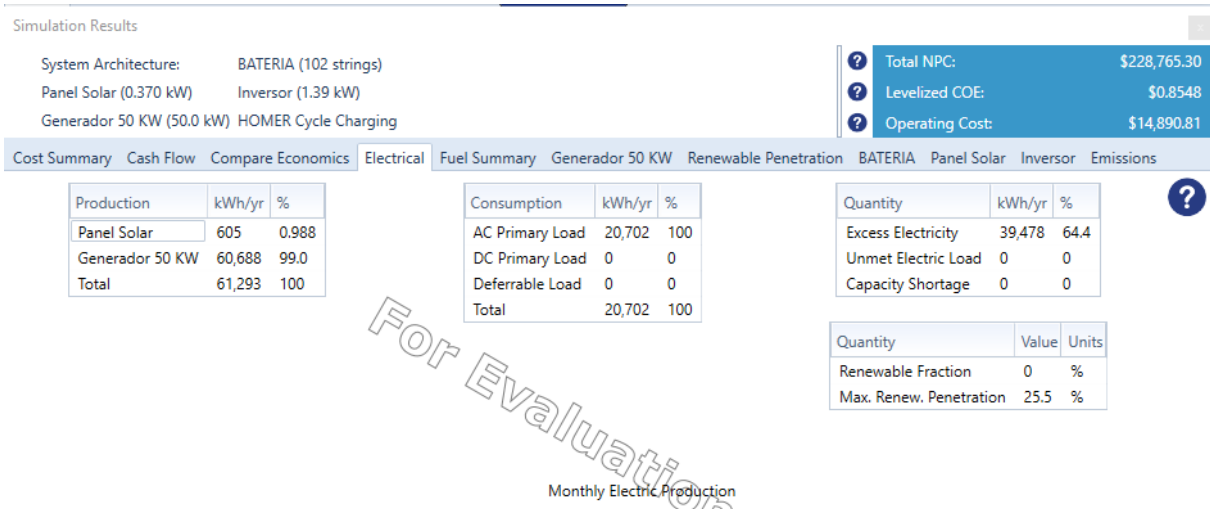 Simulation Results
x
System Architecture: BATERIA (102 strings)
Panel Solar (0.370 kW) Inversor (1.39 kW)
Generador 50 KW (50.0 kW) HOMER Cycle Charging
? Total NPC: $228,765.30
? Levelized COE: $0.8548
? Operating Cost: $14,890.81
Cost Summary Cash Flow Compare Economics Electrical Fuel Summary Generador 50 KW Renewable Penetration BATERIA Panel Solar Inversor Emissions
Production kWh/yr %
Panel Solar 605 0.988
Generador 50 KW 60,688 99.0
Total 61,293 100
Consumption kWh/yr %
AC Primary Load 20,702 100
DC Primary Load 0 0
Deferrable Load 0 0
Total 20,702 100
Quantity kWh/yr %
Excess Electricity 39,478 64.4
Unmet Electric Load 0 0
Capacity Shortage 0 0
?
Quantity Value Units
Renewable Fraction 0 %
Max. Renew. Penetration 25.5 %
For Evaluation
Monthly Electric Production